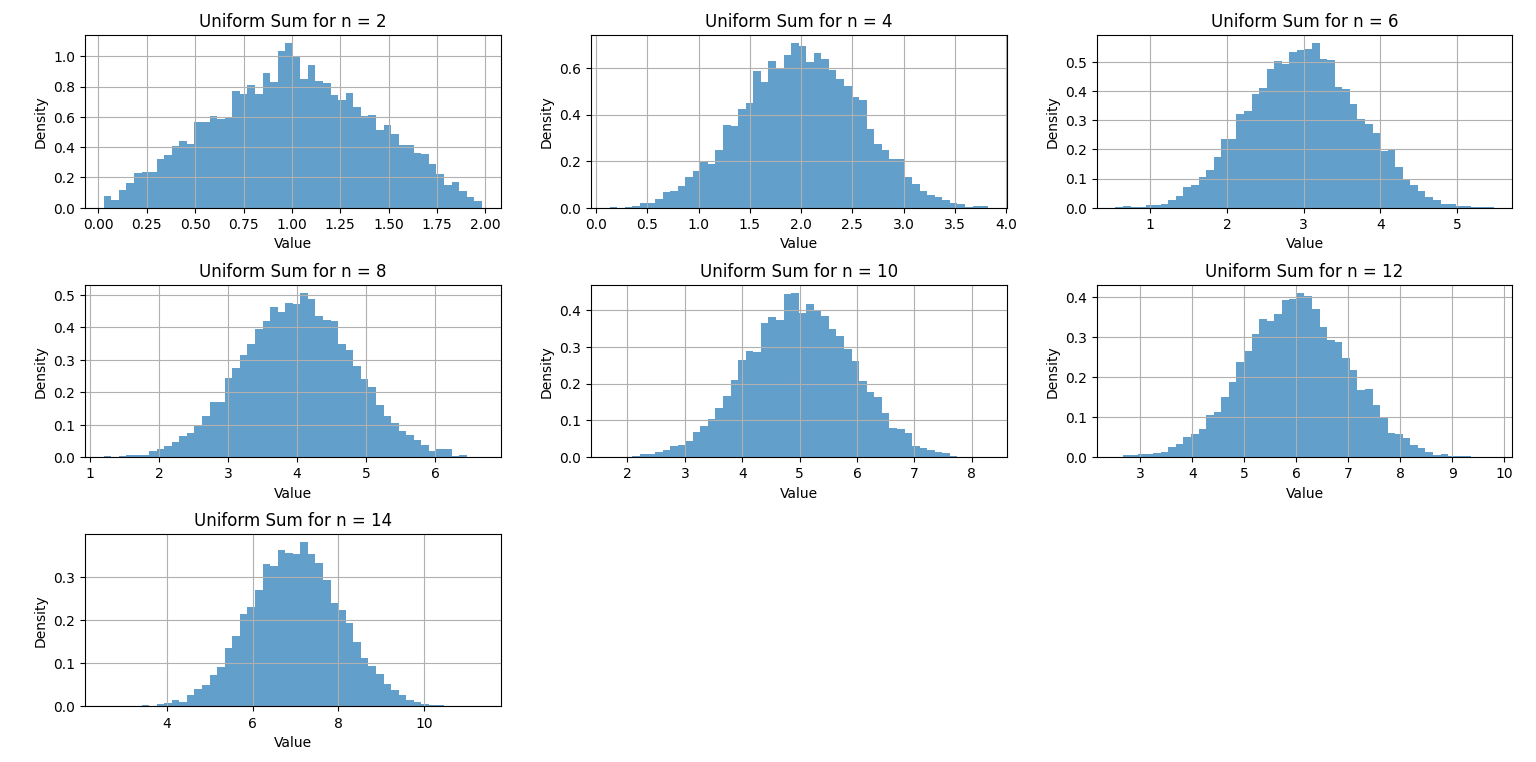 Uniform Sum for n = 2
Density
1.0
0.8
0.6
0.4
0.2
0.0
0.00 0.25 0.50 0.75 1.00 1.25 1.50 1.75 2.00
Value
Uniform Sum for n = 4
Density
0.6
0.4
0.2
0.0
0.0 0.5 1.0 1.5 2.0 2.5 3.0 3.5 4.0
Value
Uniform Sum for n = 6
Density
0.5
0.4
0.3
0.2
0.1
0.0
1 2 3 4 5
Value
Uniform Sum for n = 8
Density
0.5
0.4
0.3
0.2
0.1
0.0
1 2 3 4 5 6
Value
Uniform Sum for n = 10
Density
0.4
0.3
0.2
0.1
0.0
2 3 4 5 6 7 8
Value
Uniform Sum for n = 12
Density
0.4
0.3
0.2
0.1
0.0
3 4 5 6 7 8 9 10
Value
Uniform Sum for n = 14
Density
0.3
0.2
0.1
0.0
4 6 8 10
Value